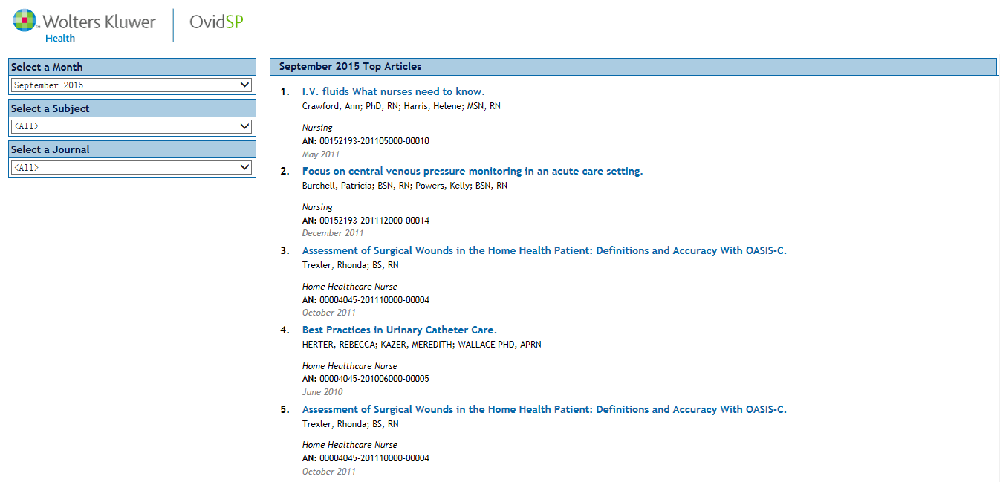 Wolters Kluwer
Health
OvidSP
Select a Month
September 2015
Select a Subject
<All>
Select a Journal
<All>
September 2015 Top Articles
1. I.V. fluids What nurses need to know.
Crawford, Ann; PhD, RN; Harris, Helene; MSN, RN
Nursing
AN: 00152193-201105000-00010
May 2011
2. Focus on central venous pressure monitoring in an acute care setting.
Burchell, Patricia; BSN, RN; Powers, Kelly; BSN, RN
Nursing
AN: 00152193-201112000-00014
December 2011
3. Assessment of Surgical Wounds in the Home Health Patient: Definitions and Accuracy With OASIS-C.
Trexler, Rhonda; BS, RN
Home Healthcare Nurse
AN: 00004045-201110000-00004
October 2011
4. Best Practices in Urinary Catheter Care.
HERTER, REBECCA; KAZER, MEREDITH; WALLACE PHD, APRN
Home Healthcare Nurse
AN: 00004045-201006000-00005
June 2010
5. Assessment of Surgical Wounds in the Home Health Patient: Definitions and Accuracy With OASIS-C.
Trexler, Rhonda; BS, RN
Home Healthcare Nurse
AN: 00004045-201110000-00004
October 2011